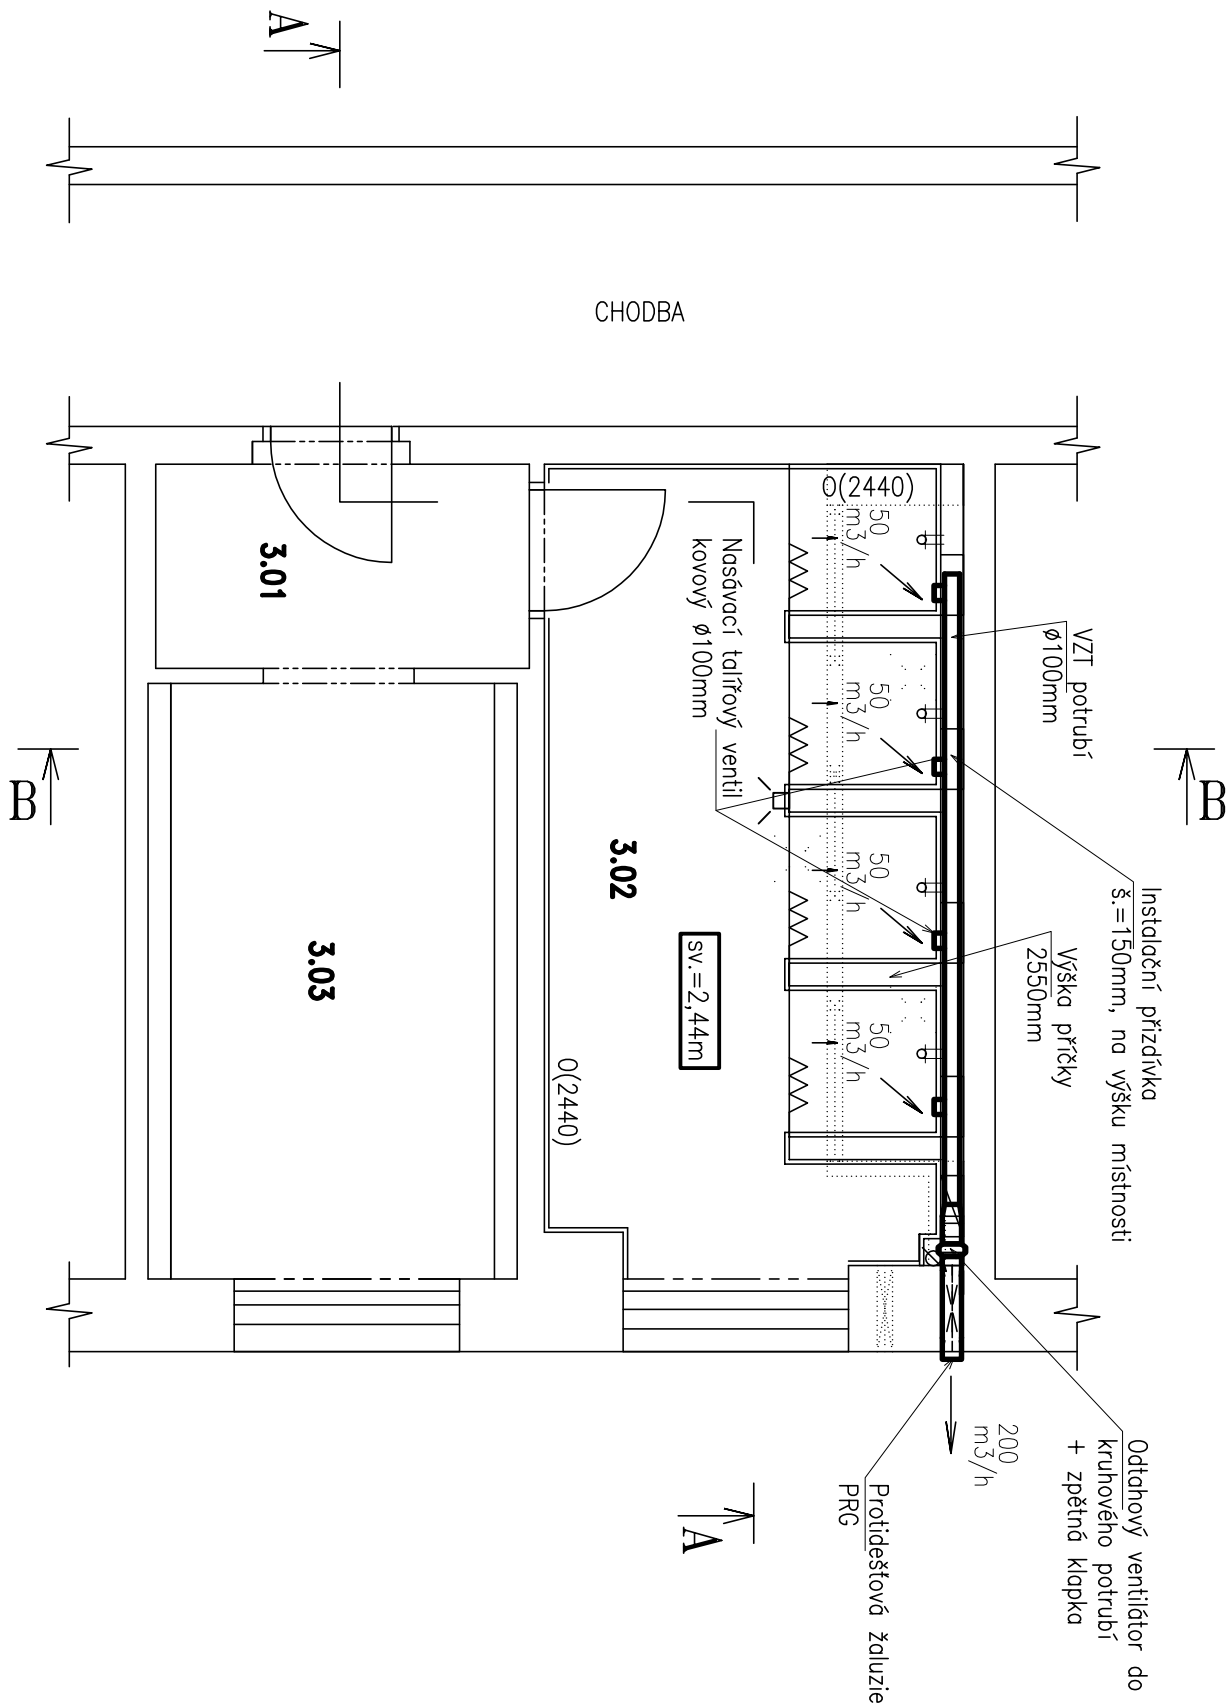 A
CHODBA
3.01
O(2440)
50
m3/h
50
m3/h
50
m3/h
50
m3/h
Nasávací talířový ventil
kovový ø100mm
VZT potrubí
ø100mm
B
B
Instalační přizdívka
š.=150mm, na výšku místnosti
Výška příčky
2550mm
3.02
sv.=2,44m
3.03
O(2440)
200
m3/h
Odtahový ventilátor do
kruhového potrubí
+ zpětná klapka
Protidešťová žaluzie
PRG
A